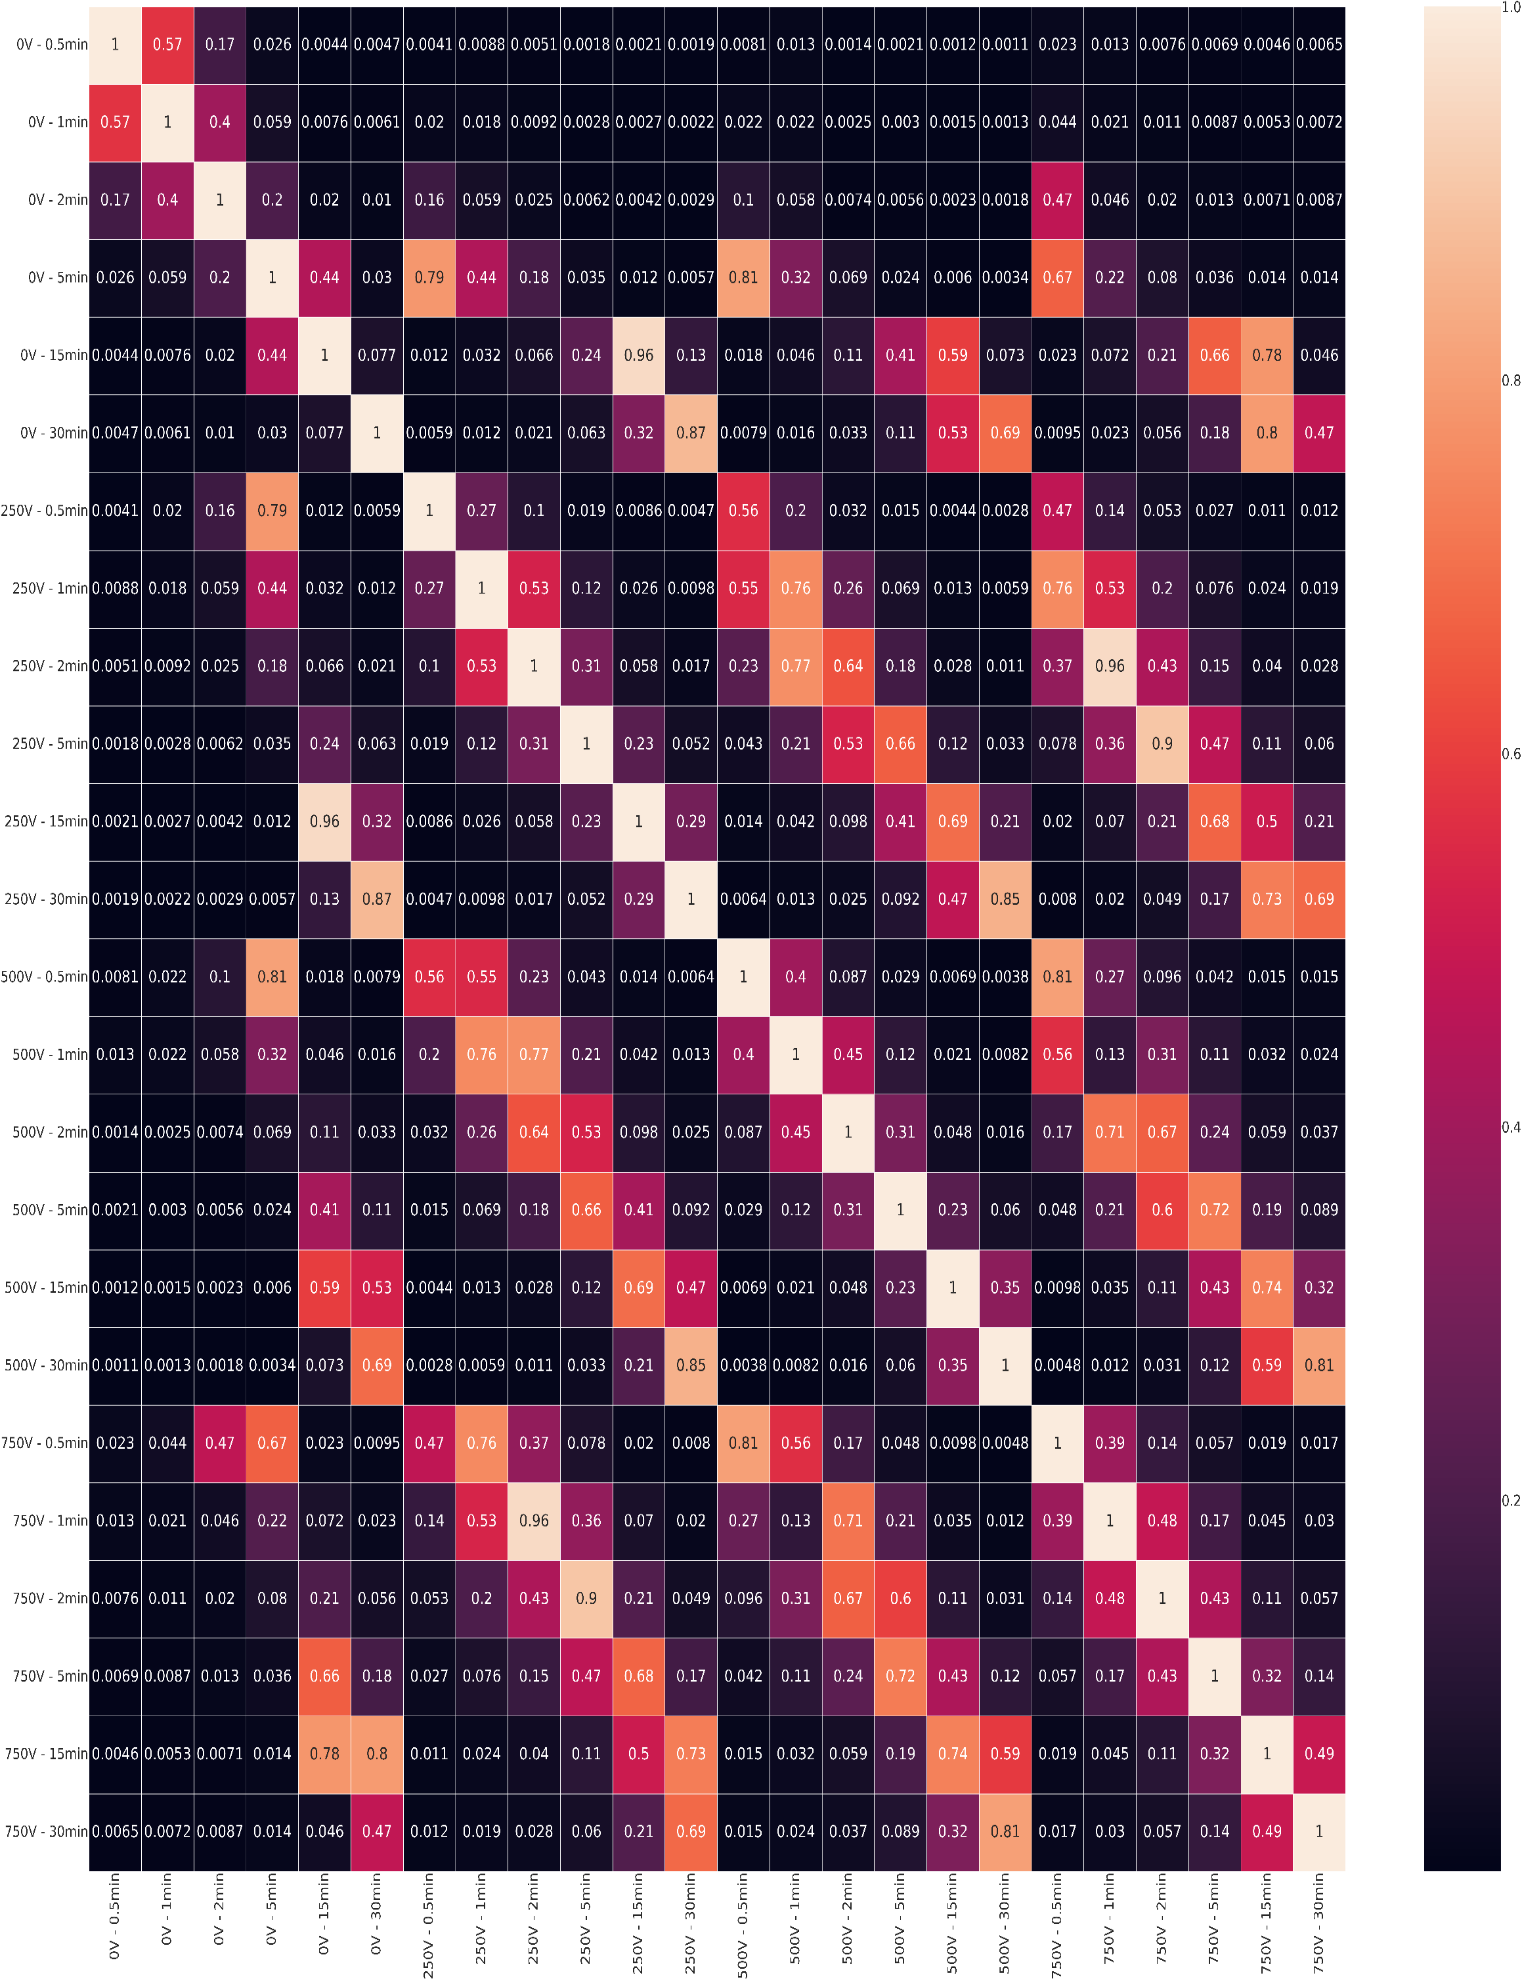 0V - 0.5min 1 0.57 0.17 0.026 0.0044 0.0047 0.0041 0.0088 0.0051 0.0018 0.0021 0.0019 0.0081 0.013 0.0014 0.0021 0.0012 0.0011 0.023 0.013 0.0076 0.0069 0.0046 0.0065
0V - 1min 0.57 1 0.4 0.059 0.0076 0.0061 0.02 0.018 0.0092 0.0028 0.0027 0.0022 0.022 0.022 0.0025 0.003 0.0015 0.0013 0.044 0.021 0.011 0.0087 0.0053 0.0072
0V - 2min 0.17 0.4 1 0.2 0.02 0.01 0.16 0.059 0.025 0.0062 0.0042 0.0029 0.1 0.058 0.0074 0.0056 0.0023 0.0018 0.47 0.046 0.02 0.013 0.0071 0.0087
0V - 5min 0.026 0.059 0.2 1 0.44 0.03 0.79 0.44 0.18 0.035 0.012 0.0057 0.81 0.32 0.069 0.024 0.006 0.0034 0.67 0.22 0.08 0.036 0.014 0.014
0V - 15min 0.0044 0.0076 0.02 0.44 1 0.077 0.012 0.032 0.066 0.24 0.96 0.13 0.018 0.046 0.11 0.41 0.59 0.073 0.023 0.072 0.21 0.66 0.78 0.046
0V - 30min 0.0047 0.0061 0.01 0.03 0.077 1 0.0059 0.012 0.021 0.063 0.32 0.87 0.0079 0.016 0.033 0.11 0.53 0.69 0.0095 0.023 0.056 0.18 0.8 0.47
250V - 0.5min 0.0041 0.02 0.16 0.79 0.012 0.0059 1 0.27 0.1 0.019 0.0086 0.0047 0.56 0.2 0.032 0.015 0.0044 0.0028 0.47 0.14 0.053 0.027 0.011 0.012
250V - 1min 0.0088 0.018 0.059 0.44 0.032 0.012 0.27 1 0.53 0.12 0.026 0.0098 0.55 0.76 0.26 0.069 0.013 0.0059 0.76 0.53 0.2 0.076 0.024 0.019
250V - 2min 0.0051 0.0092 0.025 0.18 0.066 0.021 0.1 0.53 1 0.31 0.058 0.017 0.23 0.77 0.64 0.18 0.028 0.011 0.37 0.96 0.43 0.15 0.04 0.028
250V - 5min 0.0018 0.0028 0.0062 0.035 0.24 0.063 0.019 0.12 0.31 1 0.23 0.052 0.043 0.21 0.53 0.66 0.12 0.033 0.078 0.36 0.9 0.47 0.11 0.06
250V - 15min 0.0021 0.0027 0.0042 0.012 0.96 0.32 0.0086 0.026 0.058 0.23 1 0.29 0.014 0.042 0.098 0.41 0.69 0.21 0.02 0.07 0.21 0.68 0.5 0.21
250V - 30min 0.0019 0.0022 0.0029 0.0057 0.13 0.87 0.0047 0.0098 0.017 0.052 0.29 1 0.0064 0.013 0.025 0.092 0.47 0.85 0.008 0.02 0.049 0.17 0.73 0.69
500V - 0.5min 0.0081 0.022 0.1 0.81 0.018 0.0079 0.56 0.55 0.23 0.043 0.014 0.0064 1 0.4 0.087 0.029 0.0069 0.0038 0.81 0.27 0.096 0.042 0.015 0.015
500V - 1min 0.013 0.022 0.058 0.32 0.046 0.016 0.2 0.76 0.77 0.21 0.042 0.013 0.4 1 0.45 0.12 0.021 0.0082 0.56 0.13 0.31 0.11 0.032 0.024
500V - 2min 0.0014 0.0025 0.0074 0.069 0.11 0.033 0.032 0.26 0.64 0.53 0.098 0.025 0.087 0.45 1 0.31 0.048 0.016 0.17 0.71 0.67 0.24 0.059 0.037
500V - 5min 0.0021 0.003 0.0056 0.024 0.41 0.11 0.015 0.069 0.18 0.66 0.41 0.092 0.029 0.12 0.31 1 0.23 0.06 0.048 0.21 0.6 0.72 0.19 0.089
500V - 15min 0.0012 0.0015 0.0023 0.006 0.59 0.53 0.0044 0.013 0.028 0.12 0.69 0.47 0.0069 0.021 0.048 0.23 1 0.35 0.0098 0.035 0.11 0.43 0.74 0.32
500V - 30min 0.0011 0.0013 0.0018 0.0034 0.073 0.69 0.0028 0.0059 0.011 0.033 0.21 0.85 0.0038 0.0082 0.016 0.06 0.35 1 0.0048 0.012 0.031 0.12 0.59 0.81
750V - 0.5min 0.023 0.044 0.47 0.67 0.023 0.0095 0.47 0.76 0.37 0.078 0.02 0.008 0.81 0.56 0.17 0.048 0.0098 0.0048 1 0.39 0.14 0.057 0.019 0.017
750V - 1min 0.013 0.021 0.046 0.22 0.072 0.023 0.14 0.53 0.96 0.36 0.07 0.02 0.27 0.13 0.71 0.21 0.035 0.012 0.39 1 0.48 0.17 0.045 0.03
750V - 2min 0.0076 0.011 0.02 0.08 0.21 0.056 0.053 0.2 0.43 0.9 0.21 0.049 0.096 0.31 0.67 0.6 0.11 0.031 0.14 0.48 1 0.43 0.11 0.057
750V - 5min 0.0069 0.0087 0.013 0.036 0.66 0.18 0.027 0.076 0.15 0.47 0.68 0.17 0.042 0.11 0.24 0.72 0.43 0.12 0.057 0.17 0.43 1 0.32 0.14
750V - 15min 0.0046 0.0053 0.0071 0.014 0.78 0.8 0.011 0.024 0.04 0.11 0.5 0.73 0.015 0.032 0.059 0.19 0.74 0.59 0.019 0.045 0.11 0.32 1 0.49
750V - 30min 0.0065 0.0072 0.0087 0.014 0.046 0.47 0.012 0.019 0.028 0.06 0.21 0.69 0.015 0.024 0.037 0.089 0.32 0.81 0.017 0.03 0.057 0.14 0.49 1
0V - 0.5min
0V - 1min
0V - 2min
0V - 5min
0V - 15min
0V - 30min
250V - 0.5min
250V - 1min
250V - 2min
250V - 5min
250V - 15min
250V - 30min
500V - 0.5min
500V - 1min
500V - 2min
500V - 5min
500V - 15min
500V - 30min
750V - 0.5min
750V - 1min
750V - 2min
750V - 5min
750V - 15min
750V - 30min
1.0
0.8
0.6
0.4
0.2